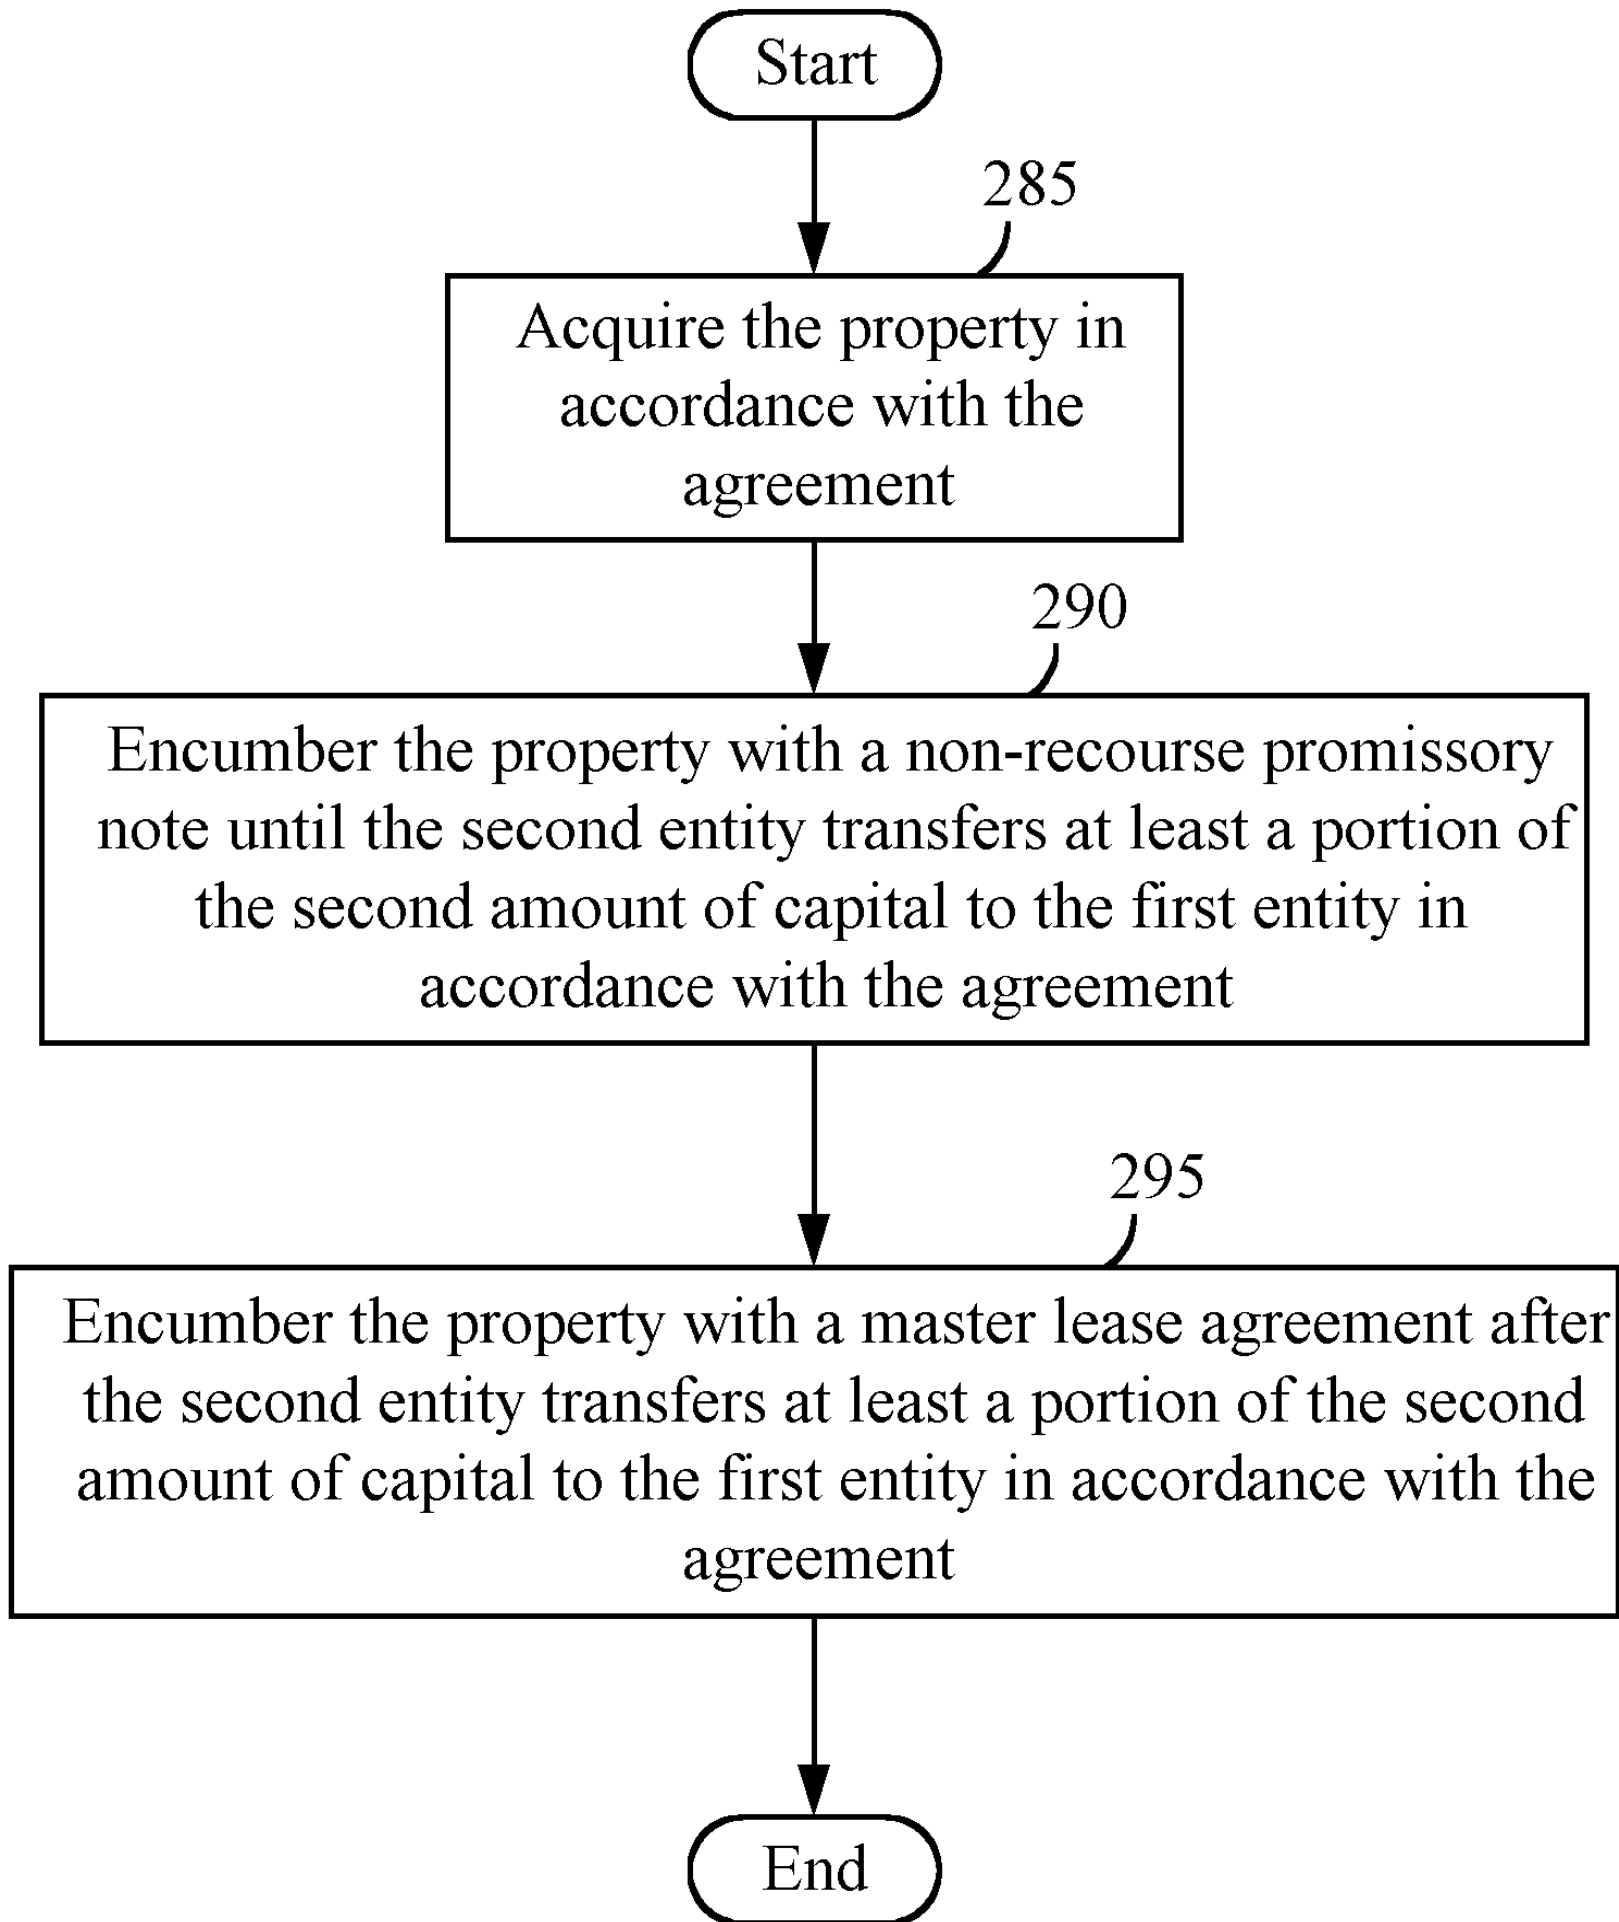 Start
285
Acquire the property in
accordance with the
agreement
290
Encumber the property with a non-recourse promissory
note until the second entity transfers at least a portion of
the second amount of capital to the first entity in
accordance with the agreement
295
Encumber the property with a master lease agreement after
the second entity transfers at least a portion of the second
amount of capital to the first entity in accordance with the
agreement
End